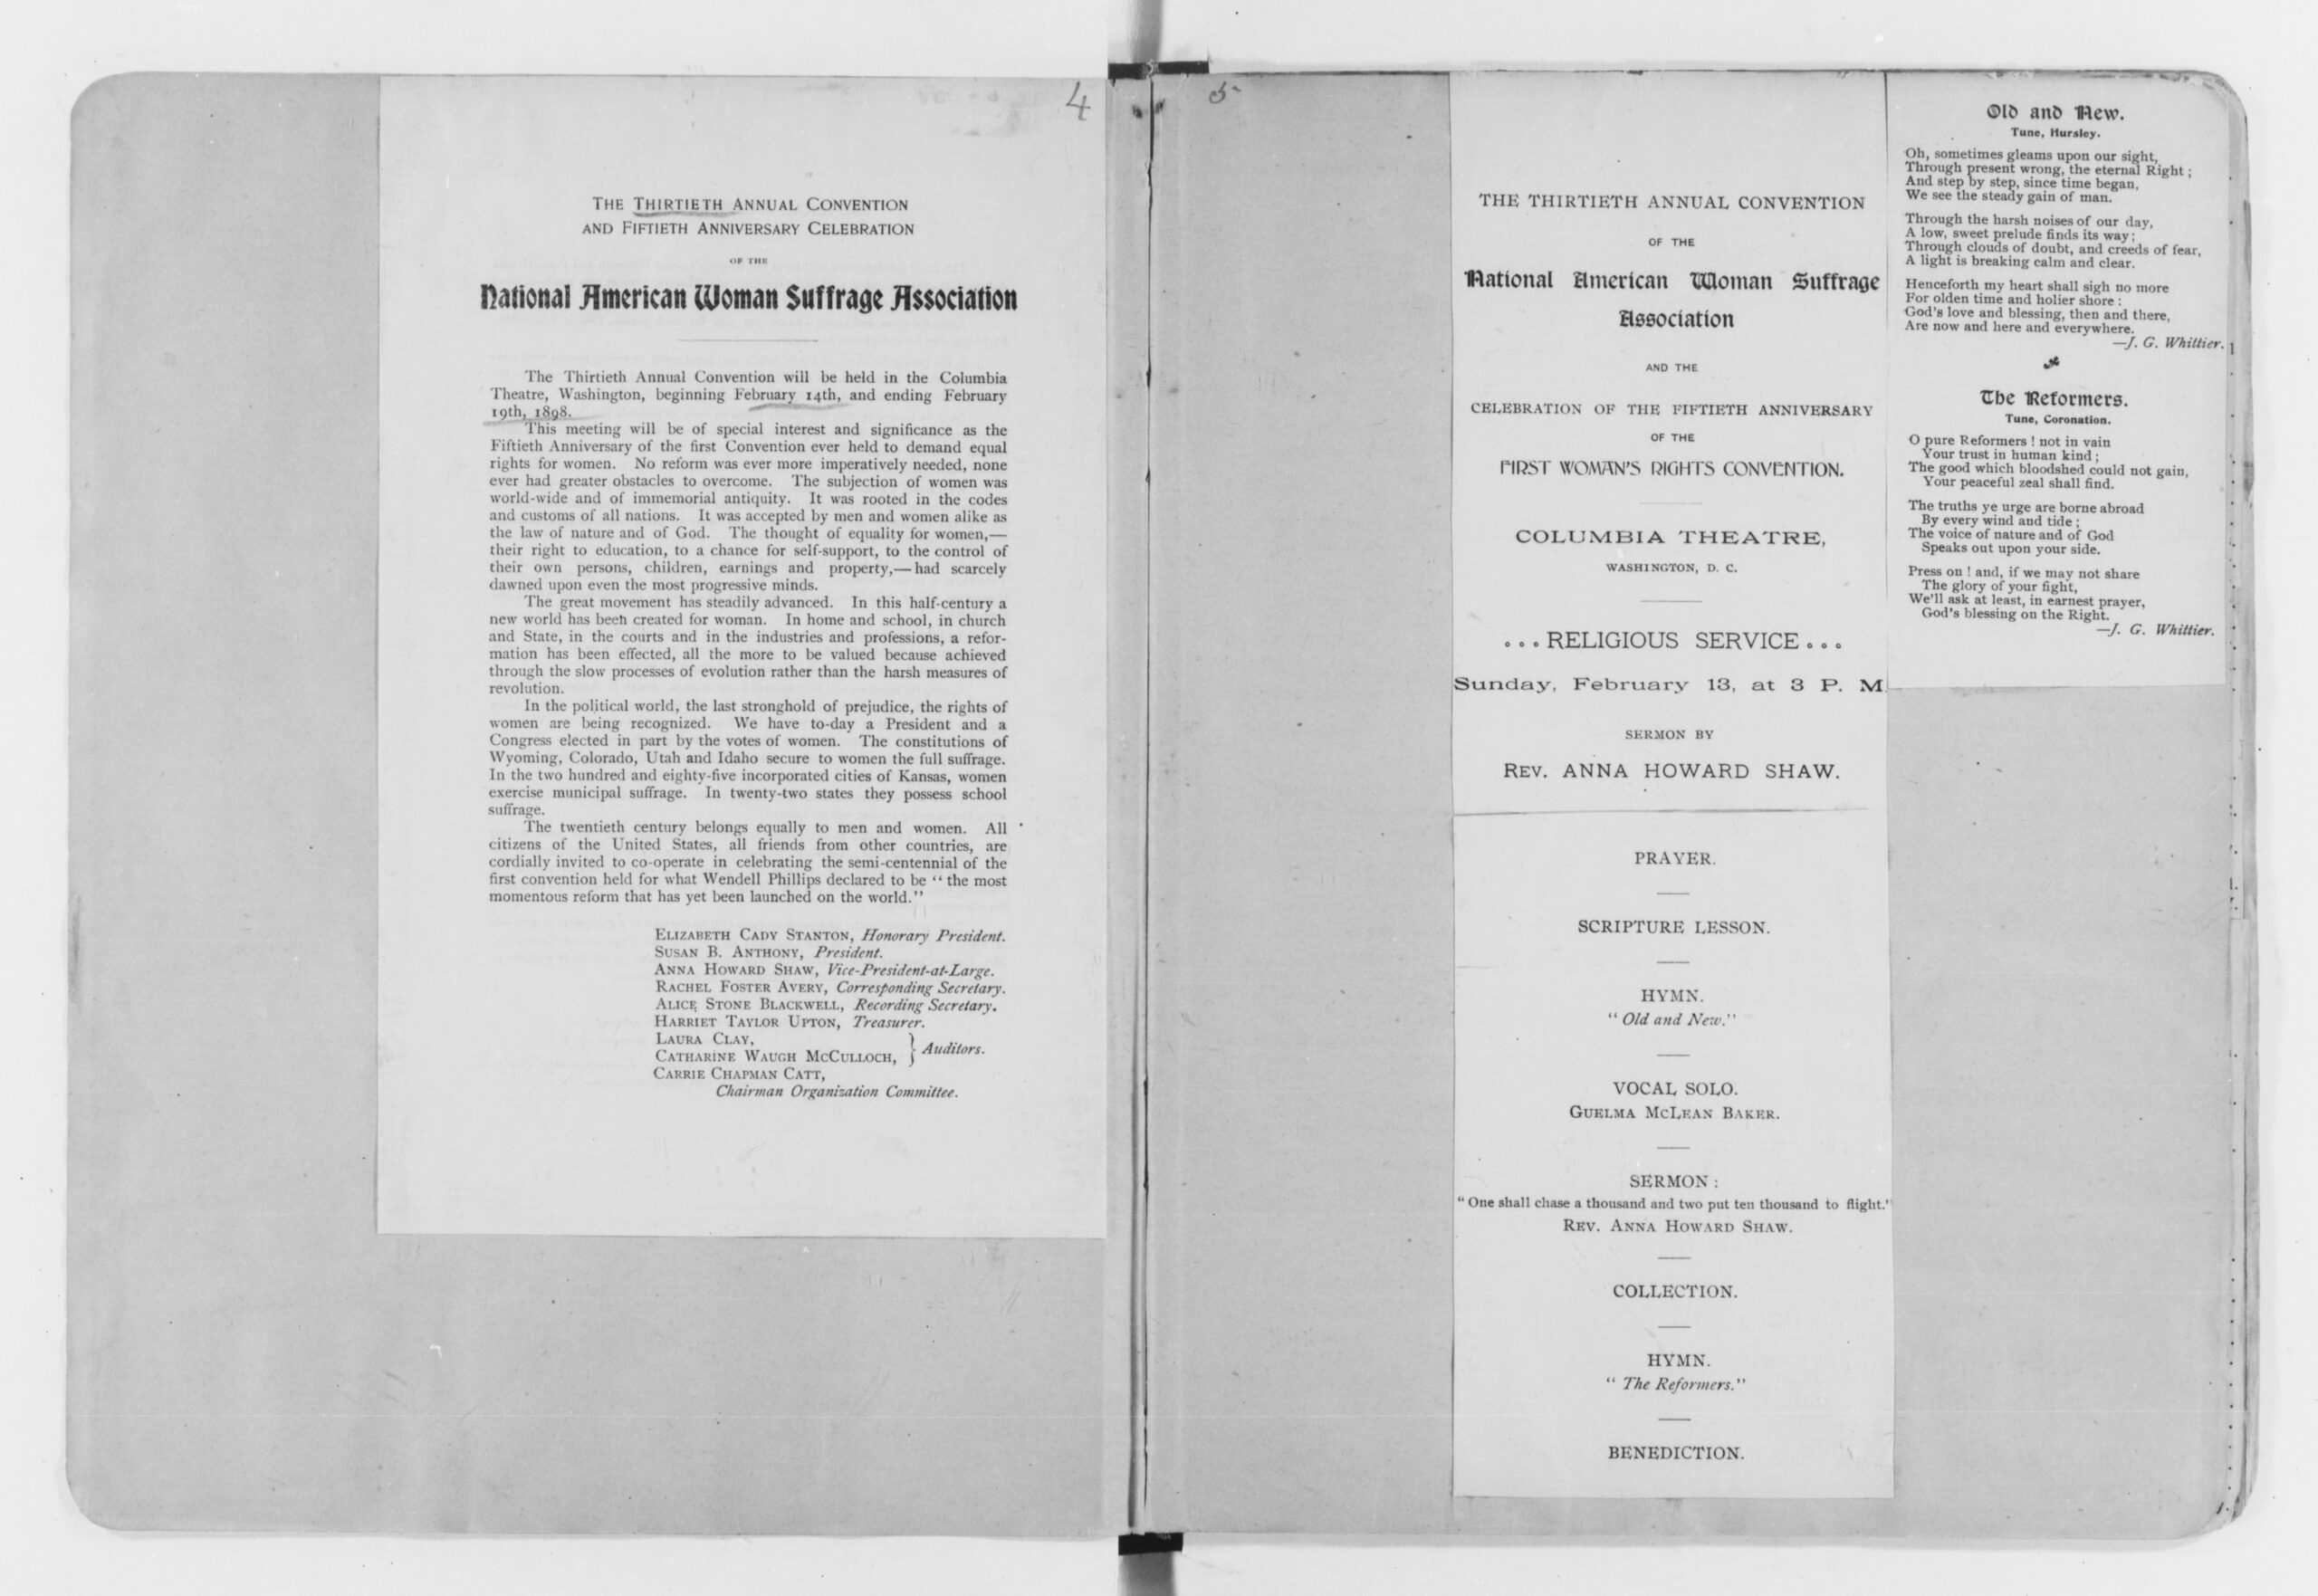 4
THE THIRTIETH ANNUAL CONVENTION
AND FIFTIETH ANNIVERSARY CELEBRATION
OF THE
National American Woman Suffrage Association
The Thirtieth Annual Convention will be held in the Columbia
Theatre, Washington, beginning February 14th, and ending February
19th, 1898.
This meeting will be of special interest and significance as the
Fiftieth Anniversary of the first Convention ever held to demand equal
rights for women. No reform was ever more imperatively needed, none
ever had greater obstacles to overcome. The subjection of women was
world-wide and of immemorial antiquity. It was rooted in the codes
and customs of all nations. It was accepted by men and women alike as
the law of nature and of God. The thought of equality for women,—
their right to education, to a chance for self-support, to the control of
their own persons, children, earnings and property,—had scarcely
dawned upon even the most progressive minds.
The great movement has steadily advanced. In this half-century a
new world has been created for woman. In home and school, in church
and State, in the courts and in the industries and professions, a refor-
mation has been effected, all the more to be valued because achieved
through the slow processes of evolution rather than the harsh measures of
revolution.
In the political world, the last stronghold of prejudice, the rights of
women are being recognized. We have to-day a President and a
Congress elected in part by the votes of women. The constitutions of
Wyoming, Colorado, Utah and Idaho secure to women the full suffrage.
In the two hundred and eighty-five incorporated cities of Kansas, women
exercise municipal suffrage. In twenty-two states they possess school
suffrage.
The twentieth century belongs equally to men and women. All
citizens of the United States, all friends from other countries, are
cordially invited to co-operate in celebrating the semi-centennial of the
first convention held for what Wendell Phillips declared to be "the most
momentous reform that has yet been launched on the world."
ELIZABETH CADY STANTON, Honorary President.
SUSAN B. ANTHONY, President.
ANNA HOWARD SHAW, Vice-President-at-Large.
RACHEL FOSTER AVERY, Corresponding Secretary.
ALICE STONE BLACKWELL, Recording Secretary.
HARRIET TAYLOR UPTON, Treasurer.
LAURA CLAY,
CATHARINE WAUGH MCCULLOCH, } Auditors.
CARRIE CHAPMAN CATT,
Chairman Organization Committee.
5
THE THIRTIETH ANNUAL CONVENTION
OF THE
National American Woman Suffrage
Association
AND THE
CELEBRATION OF THE FIFTIETH ANNIVERSARY
OF THE
FIRST WOMAN'S RIGHTS CONVENTION.
COLUMBIA THEATRE,
WASHINGTON, D. C.
...RELIGIOUS SERVICE...
Sunday, February 13, at 3 P. M.
SERMON BY
REV. ANNA HOWARD SHAW.
PRAYER.
SCRIPTURE LESSON.
HYMN.
"Old and New."
VOCAL SOLO.
GUELMA MCLEAN BAKER.
SERMON:
"One shall chase a thousand and two put ten thousand to flight."
REV. ANNA HOWARD SHAW.
COLLECTION.
HYMN.
"The Reformers."
BENEDICTION.
Old and New.
Tune, Hursley.
Oh, sometimes gleams upon our sight,
Through present wrong, the eternal Right;
And step by step, since time began,
We see the steady gain of man.
Through the harsh noises of our day,
A low, sweet prelude finds its way;
Through clouds of doubt, and creeds of fear,
A light is breaking calm and clear.
Henceforth my heart shall sigh no more
For olden time and holier shore:
God's love and blessing, then and there,
Are now and here and everywhere.
—J. G. Whittier.
The Reformers.
Tune, Coronation.
O pure Reformers! not in vain
Your trust in human kind;
The good which bloodshed could not gain,
Your peaceful zeal shall find.
The truths ye urge are borne abroad
By every wind and tide;
The voice of nature and of God
Speaks out upon your side.
Press on! and, if we may not share
The glory of your fight,
We'll ask at least, in earnest prayer,
God's blessing on the Right.
—J. G. Whittier.